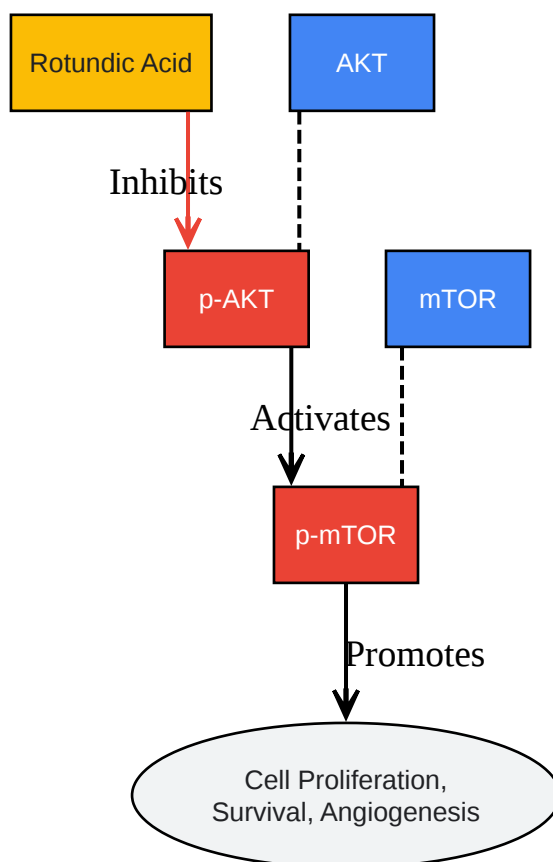 Rotundic Acid
AKT
Inhibits
p-AKT
mTOR
Activates
p-mTOR
Promotes
Cell Proliferation,
Survival, Angiogenesis